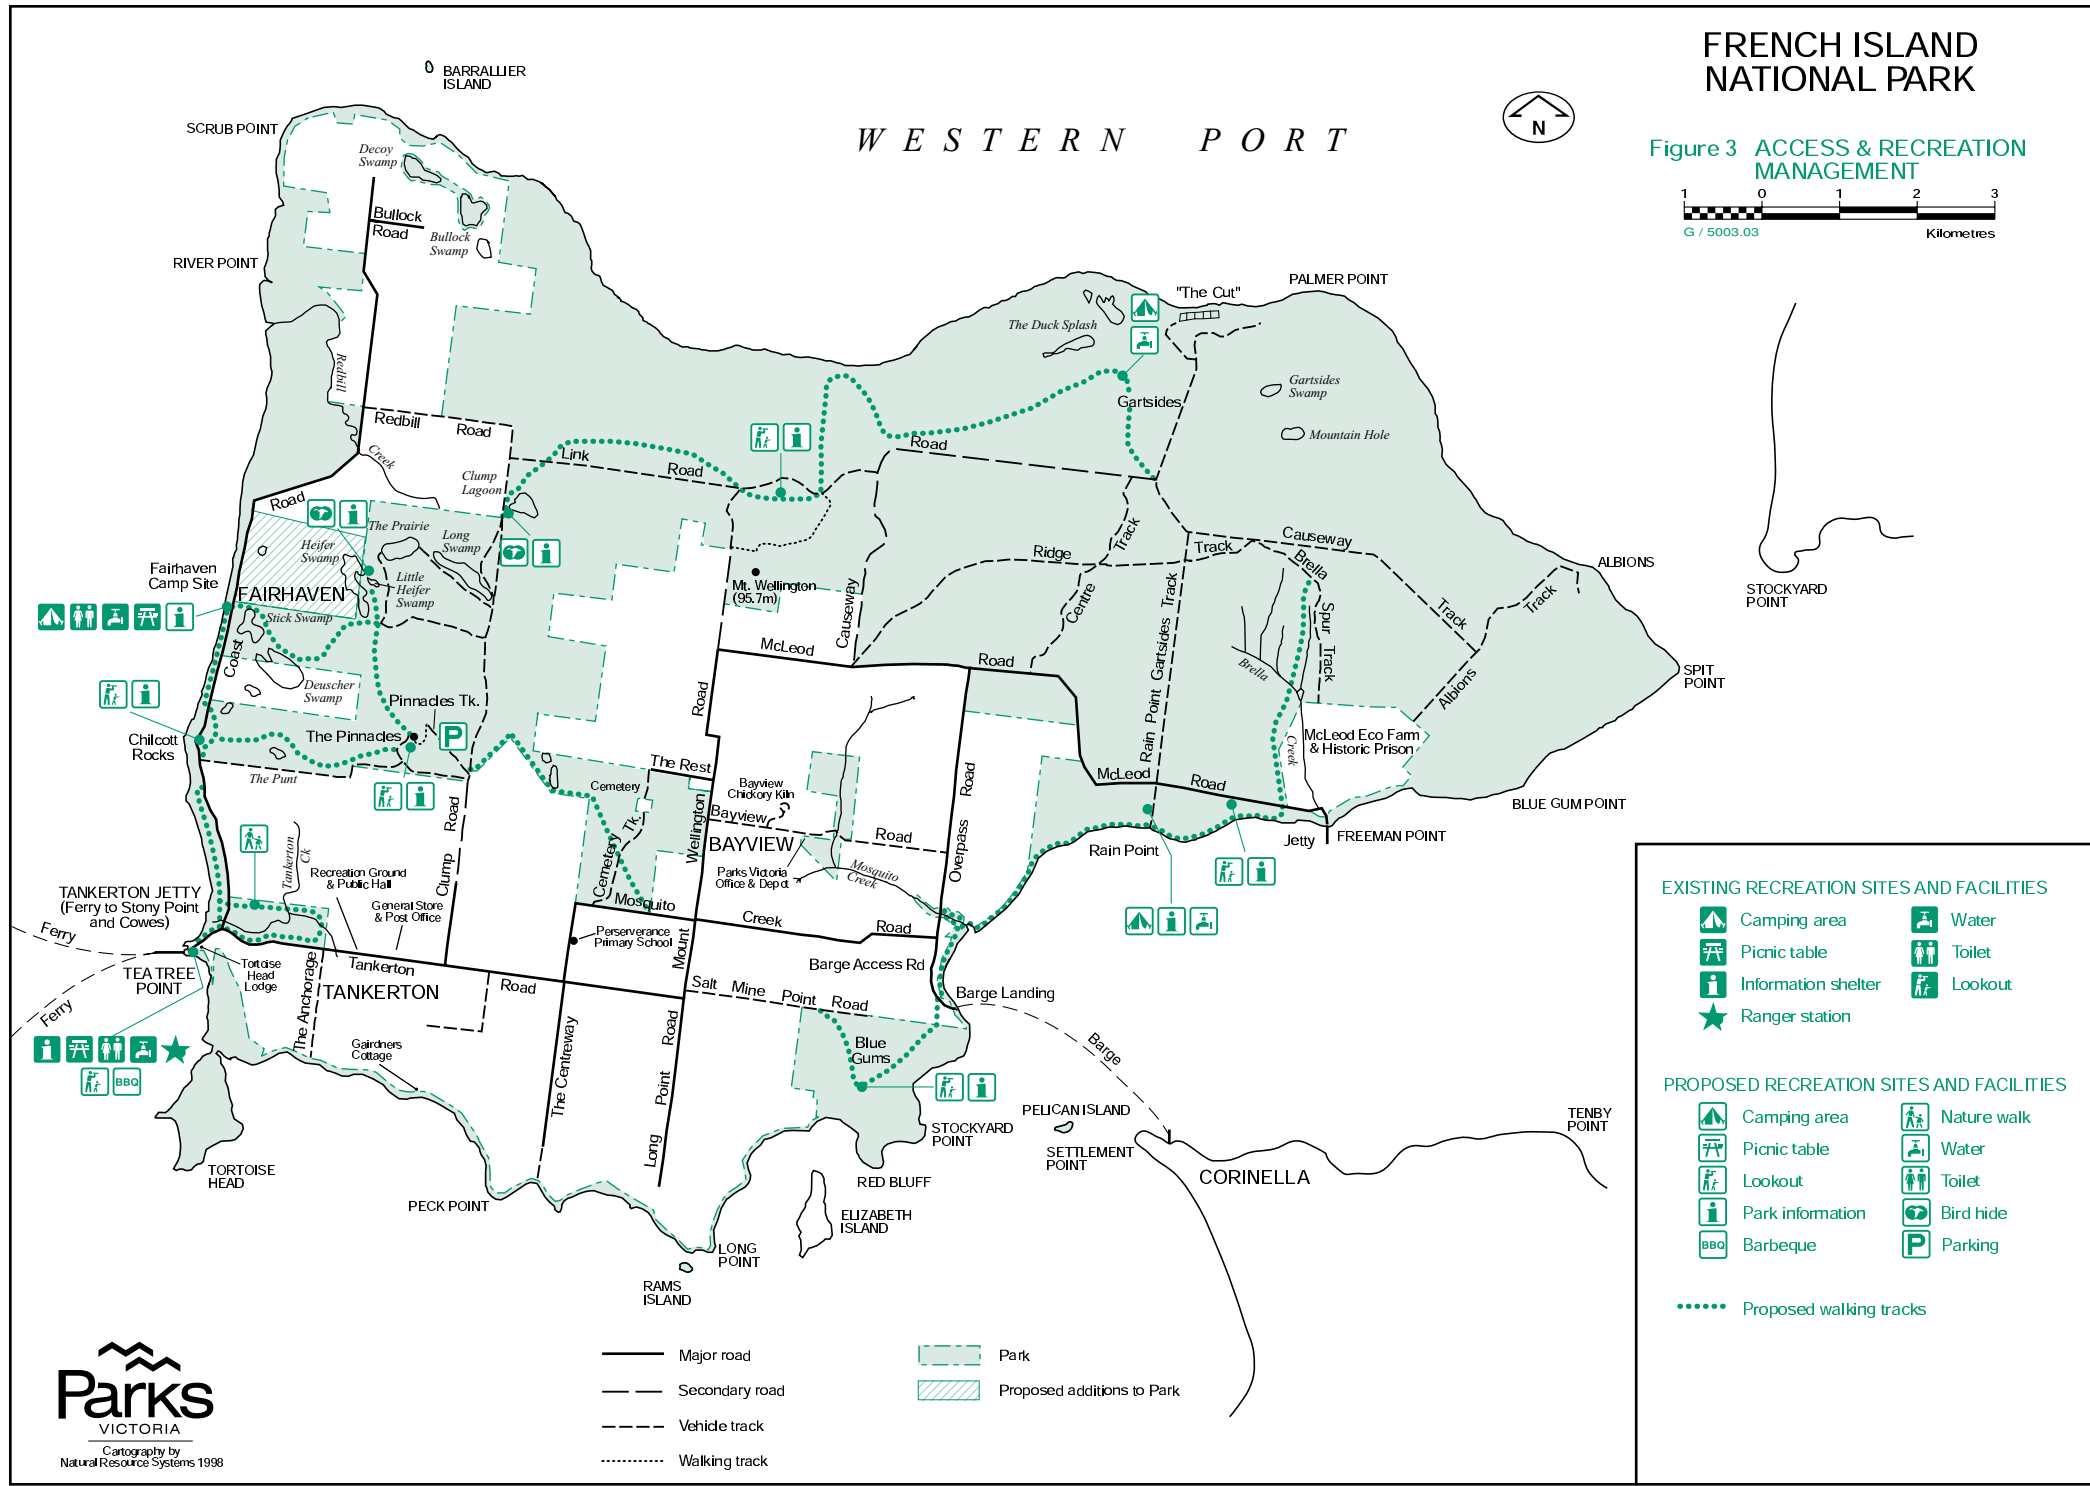 FRENCH ISLAND
NATIONAL PARK
Figure 3 ACCESS & RECREATION
MANAGEMENT
1 0 1 2 3
G / 5003.03
Kilometres
N
WESTERN PORT
BARRALLIER
ISLAND
SCRUB POINT
Decoy
Swamp
Bullock
Road
Bullock
Swamp
RIVER POINT
Redbill
Redbill
Road
Creek
Clump
Lagoon
Link
Road
Road
PALMER POINT
"The Cut"
The Duck Splash
Gartsides
Gartsides
Swamp
Mountain Hole
Road
The Prairie
Long
Swamp
Heifer
Swamp
Little
Heifer
Swamp
Fairhaven
Camp Site
FAIRHAVEN
Stick Swamp
Coast
Deuscher
Swamp
Pinnacles Tk.
The Pinnacles
P
Chilcott
Rocks
The Punt
Mt. Wellington
(95.7m)
Causeway
McLeod
Road
Ridge
Track
Centre
Track
Causeway
Brella
Spur
Track
Track
Track
Albions
ALBIONS
Rain Point Gartsides Track
Brella
Creek
STOCKYARD
POINT
SPIT
POINT
McLeod Eco Farm
& Historic Prison
McLeod
Road
BLUE GUM POINT
FREEMAN POINT
Jetty
Rain Point
Road
The Rest
Cemetery
Bayview
Chickory Kiln
Bayview
Road
BAYVIEW
Wellington
Cemetery
Tk.
Parks Victoria
Office & Depot
Mosquito
Creek
Overpass
Road
Mosquito
Creek
Road
Road
Clump
Tankerton
Ck
Recreation Ground
& Public Hall
General Store
& Post Office
TANKERTON JETTY
(Ferry to Stony Point
and Cowes)
Ferry
Ferry
TEA TREE
POINT
Tortoise
Head
Lodge
The Anchorage
Tankerton
TANKERTON
Road
Perserverance
Primary School
Mount
Barge Access Rd
Salt Mine Point Road
Barge Landing
Barge
Gairdners
Cottage
The Centreway
Road
Point
Long
Blue
Gums
BBQ
TORTOISE
HEAD
PECK POINT
STOCKYARD
POINT
PELICAN ISLAND
SETTLEMENT
POINT
CORINELLA
TENBY
POINT
RED BLUFF
ELIZABETH
ISLAND
LONG
POINT
RAMS
ISLAND
EXISTING RECREATION SITES AND FACILITIES
Camping area
Water
Picnic table
Toilet
Information shelter
Lookout
Ranger station
PROPOSED RECREATION SITES AND FACILITIES
Camping area
Nature walk
Picnic table
Water
Lookout
Toilet
Park information
Bird hide
BBQ Barbeque
P Parking
Proposed walking tracks
Major road
Secondary road
Vehicle track
Walking track
Park
Proposed additions to Park
Parks
VICTORIA
Cartography by
Natural Resource Systems 1998